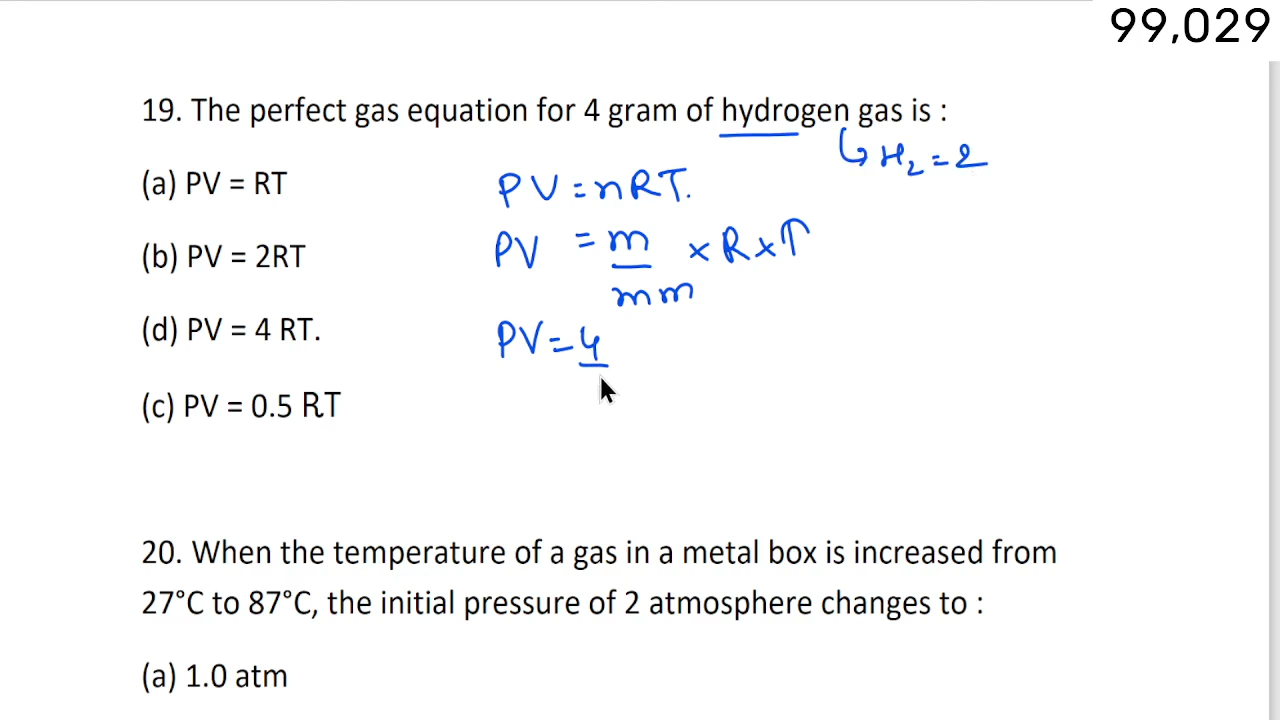 99,029
19. The perfect gas equation for 4 gram of hydrogen gas is :
↳ H₂ = 2
(a) PV = RT
PV = nRT.
(b) PV = 2RT
PV = m/mm × R × T
(d) PV = 4 RT.
PV = 4
(c) PV = 0.5 RT
20. When the temperature of a gas in a metal box is increased from
27°C to 87°C, the initial pressure of 2 atmosphere changes to :
(a) 1.0 atm